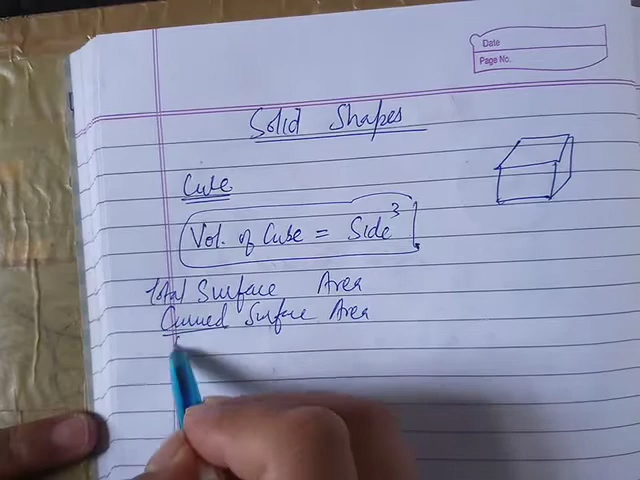 Date
Page No.
Solid Shapes
Cube
Vol. of Cube = Side³
Total Surface Area
Curved Surface Area